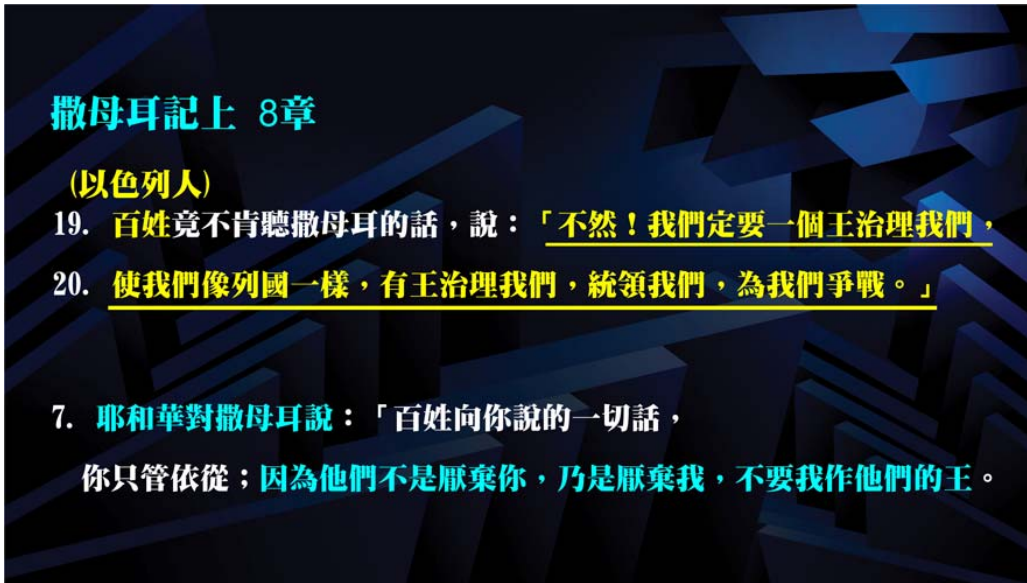 撒母耳記上 8章
(以色列人)
19. 百姓竟不肯聽撒母耳的話，說：「不然！我們定要一個王治理我們，
20. 使我們像列國一樣，有王治理我們，統領我們，為我們爭戰。」
7. 耶和華對撒母耳說：「百姓向你說的一切話，
你只管依從；因為他們不是厭棄你，乃是厭棄我，不要我作他們的王。